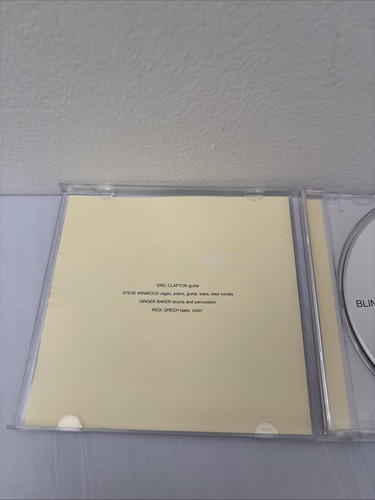 ERIC CLAPTON guitar
STEVE WINWOOD organ, piano, guitar, bass, lead vocals
GINGER BAKER drums and percussion
RICK GRECH bass, violin
BLIN